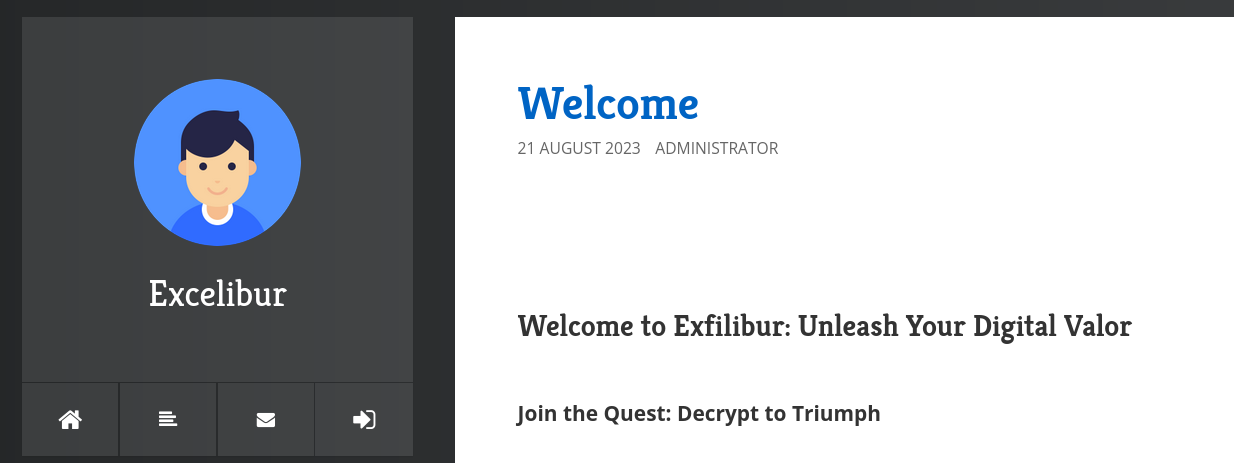 Excelibur
Welcome
21 AUGUST 2023 ADMINISTRATOR
Welcome to Exfilibur: Unleash Your Digital Valor
Join the Quest: Decrypt to Triumph